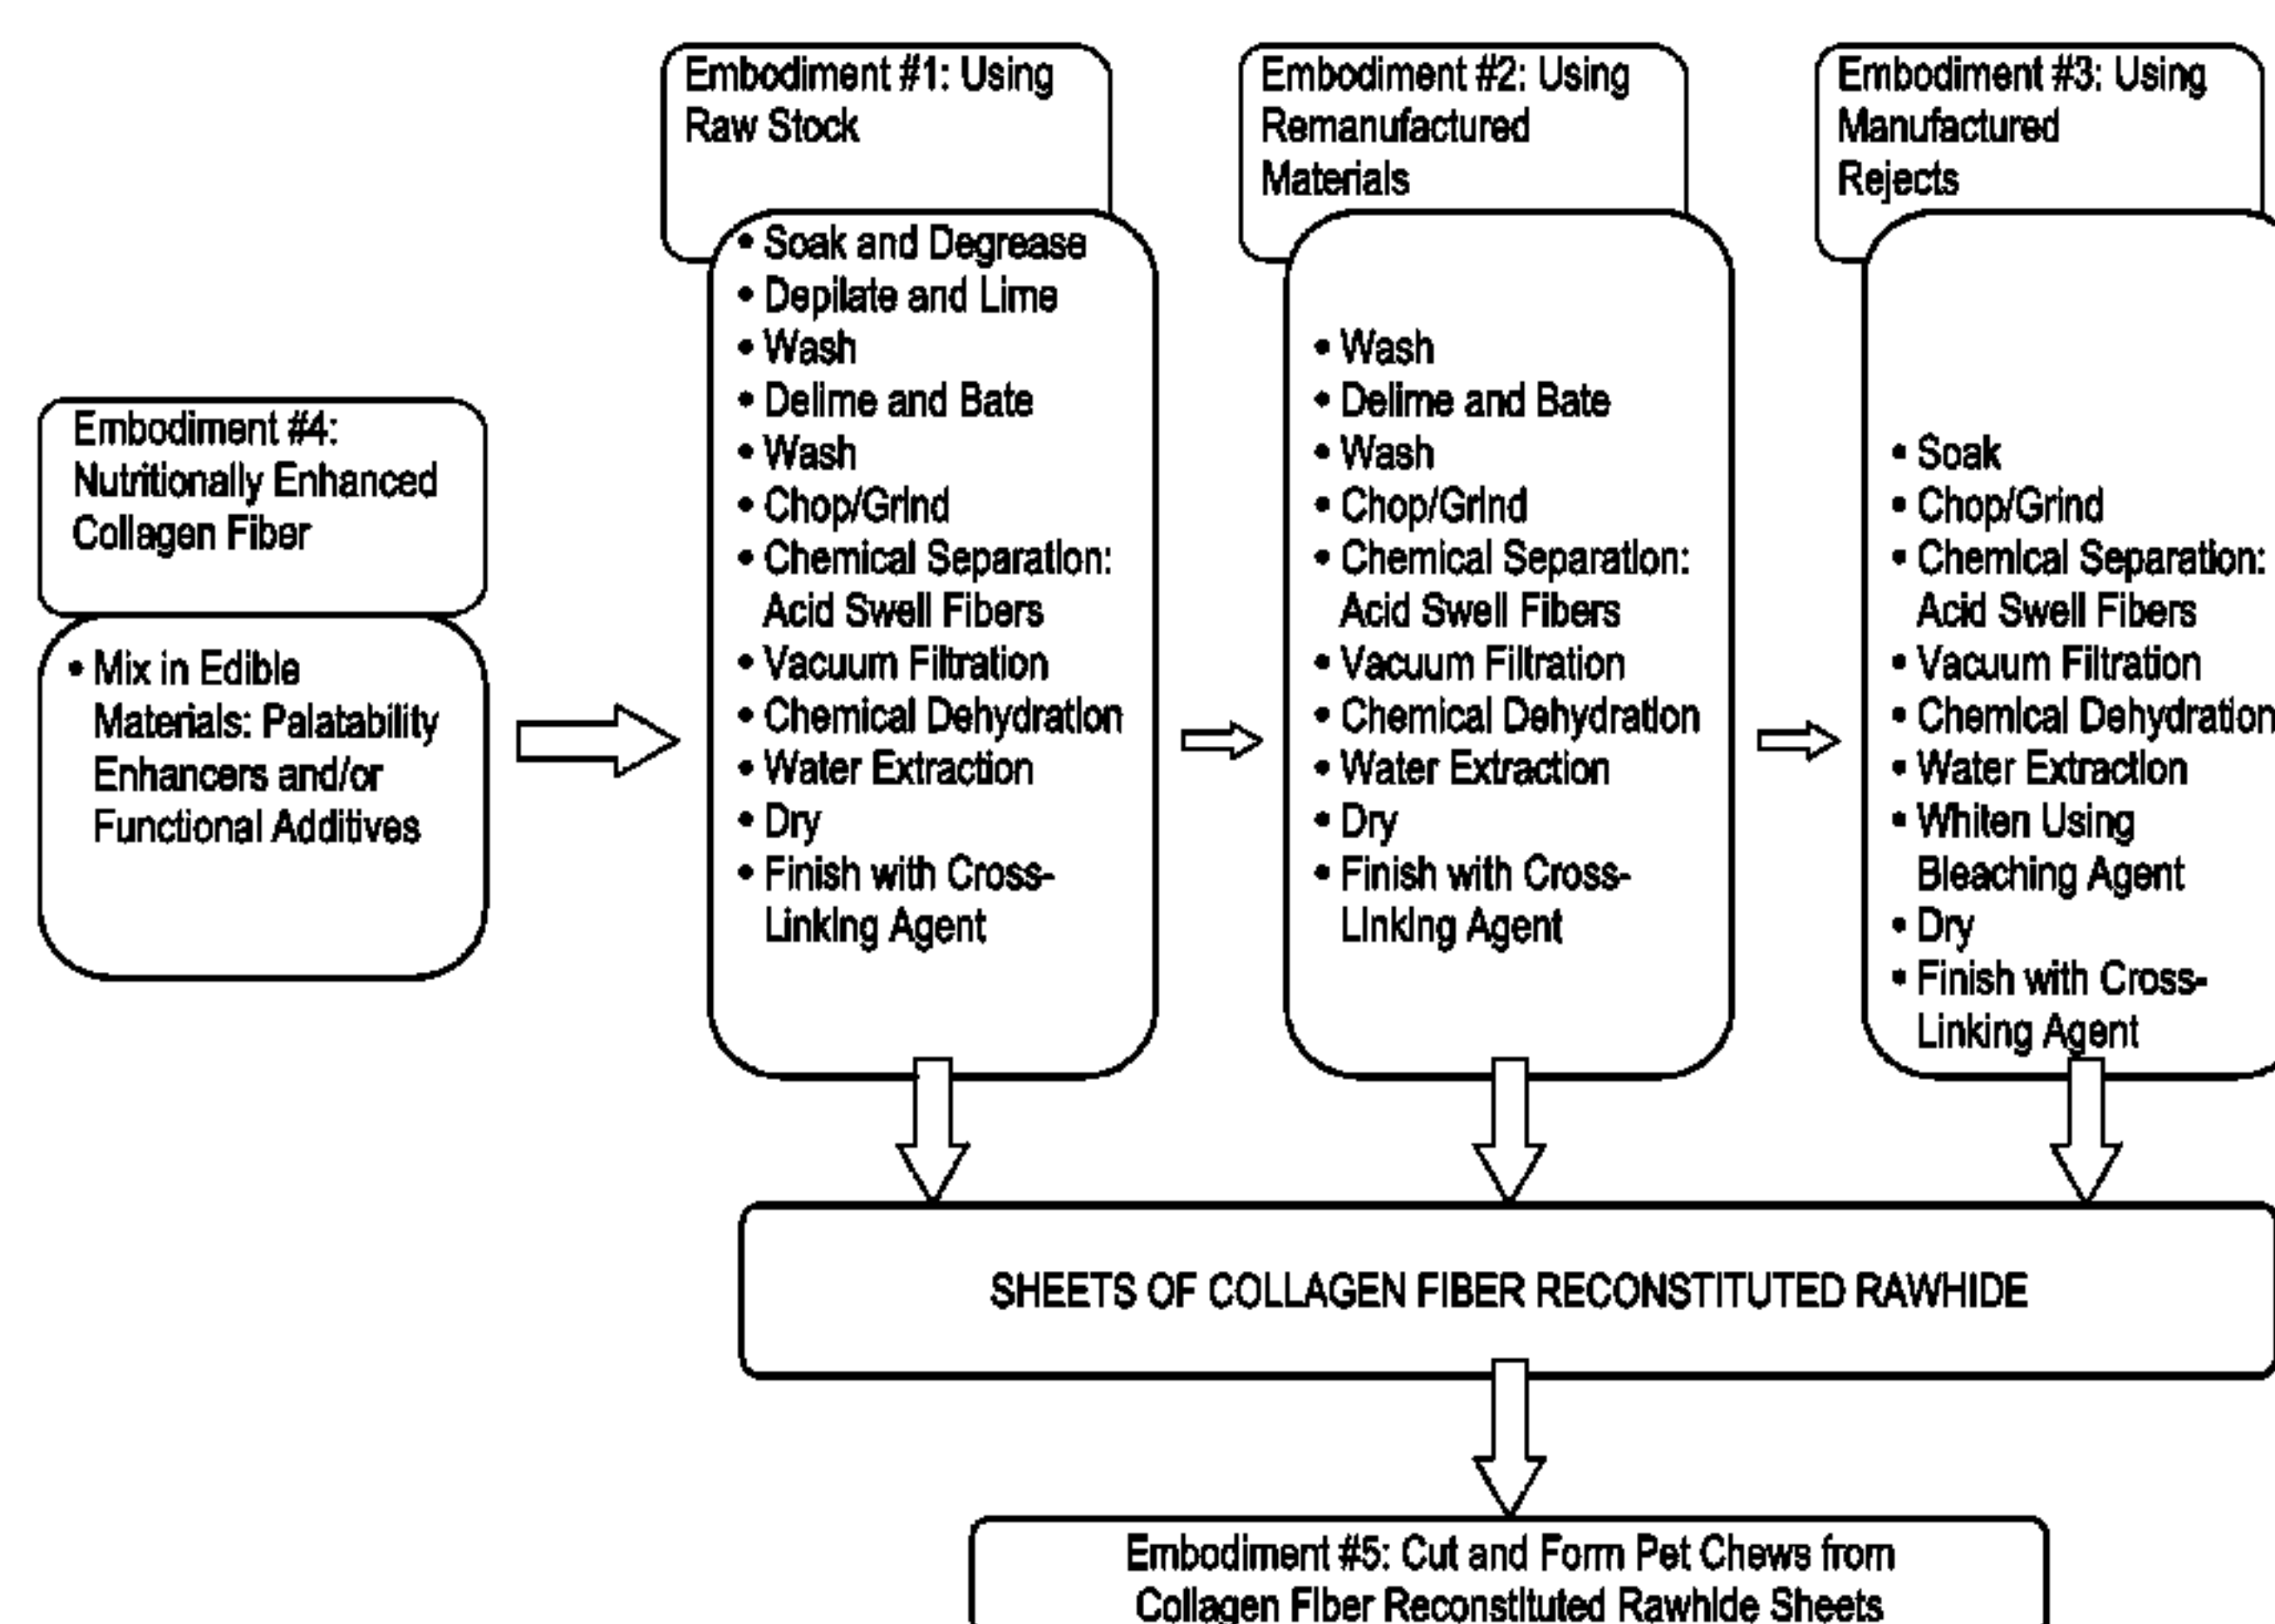 Embodiment #4:
Nutritionally Enhanced
Collagen Fiber
• Mix in Edible
Materials: Palatability
Enhancers and/or
Functional Additives
Embodiment #1: Using
Raw Stock
• Soak and Degrease
• Depilate and Lime
• Wash
• Delime and Bate
• Wash
• Chop/Grind
• Chemical Separation:
Acid Swell Fibers
• Vacuum Filtration
• Chemical Dehydration
• Water Extraction
• Dry
• Finish with Cross-
Linking Agent
Embodiment #2: Using
Remanufactured
Materials
• Wash
• Delime and Bate
• Wash
• Chop/Grind
• Chemical Separation:
Acid Swell Fibers
• Vacuum Filtration
• Chemical Dehydration
• Water Extraction
• Dry
• Finish with Cross-
Linking Agent
Embodiment #3: Using
Manufactured
Rejects
• Soak
• Chop/Grind
• Chemical Separation:
Acid Swell Fibers
• Vacuum Filtration
• Chemical Dehydration
• Water Extraction
• Whiten Using
Bleaching Agent
• Dry
• Finish with Cross-
Linking Agent
SHEETS OF COLLAGEN FIBER RECONSTITUTED RAWHIDE
Embodiment #5: Cut and Form Pet Chews from
Collagen Fiber Reconstituted Rawhide Sheets